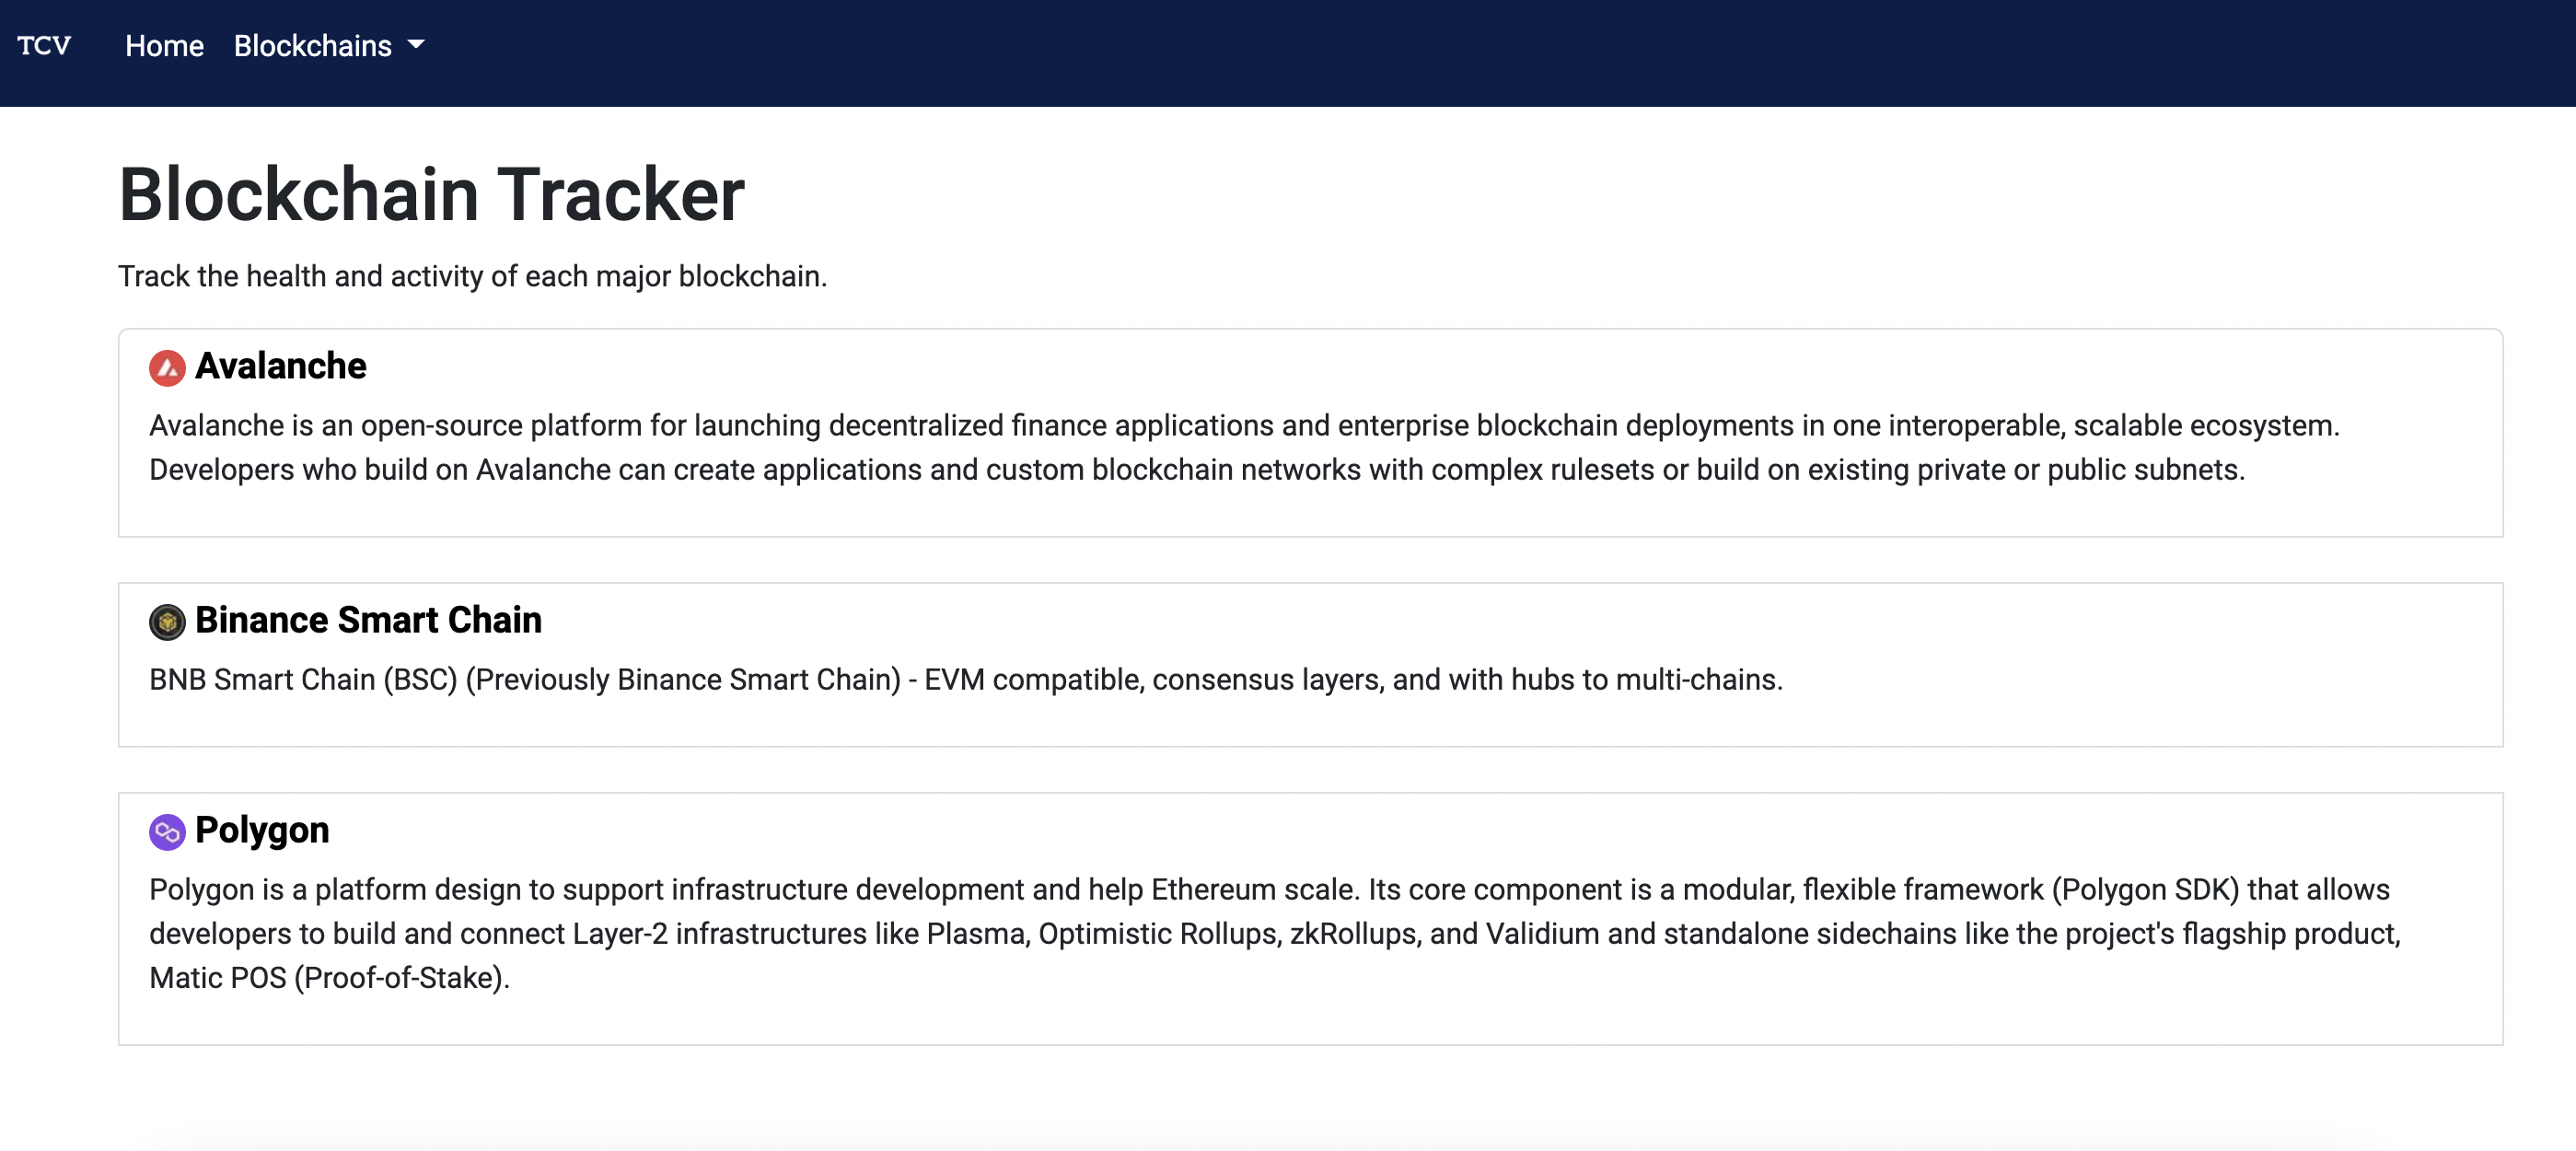 TCV Home Blockchains
Blockchain Tracker
Track the health and activity of each major blockchain.
Avalanche
Avalanche is an open-source platform for launching decentralized finance applications and enterprise blockchain deployments in one interoperable, scalable ecosystem.
Developers who build on Avalanche can create applications and custom blockchain networks with complex rulesets or build on existing private or public subnets.
Binance Smart Chain
BNB Smart Chain (BSC) (Previously Binance Smart Chain) - EVM compatible, consensus layers, and with hubs to multi-chains.
Polygon
Polygon is a platform design to support infrastructure development and help Ethereum scale. Its core component is a modular, flexible framework (Polygon SDK) that allows
developers to build and connect Layer-2 infrastructures like Plasma, Optimistic Rollups, zkRollups, and Validium and standalone sidechains like the project's flagship product,
Matic POS (Proof-of-Stake).